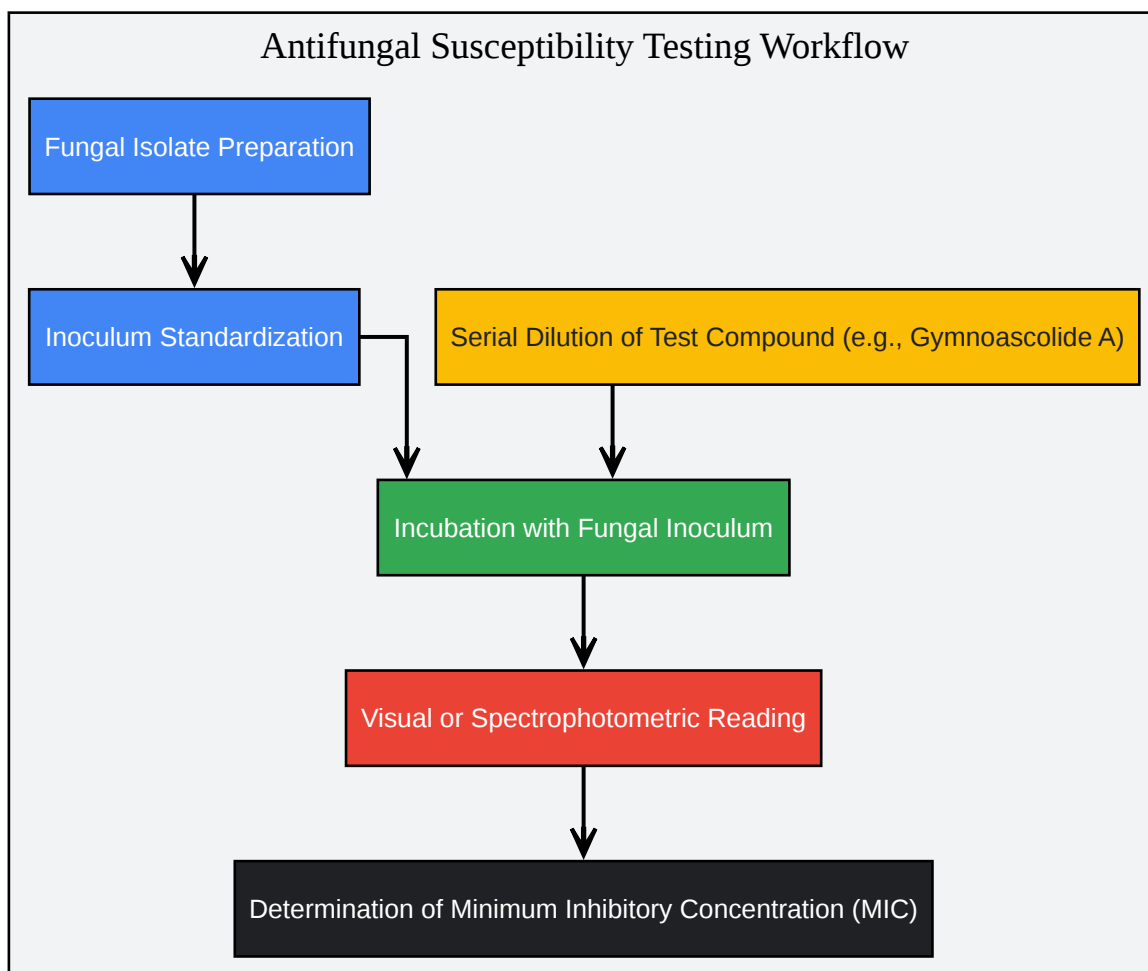 Antifungal Susceptibility Testing Workflow
Fungal Isolate Preparation
Inoculum Standardization
Serial Dilution of Test Compound (e.g., Gymnoascolide A)
Incubation with Fungal Inoculum
Visual or Spectrophotometric Reading
Determination of Minimum Inhibitory Concentration (MIC)